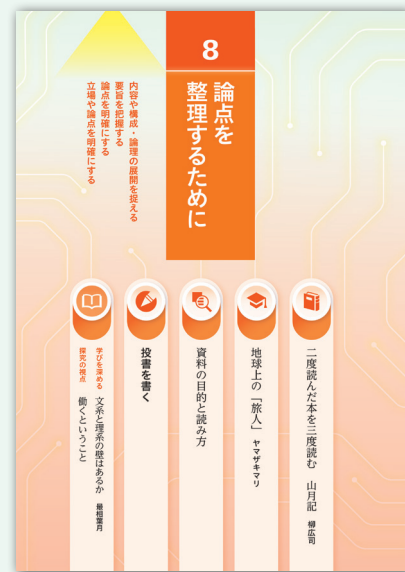 8
論点を
整理するために
内容や構成・論理の展開を捉える
要旨を把握する
論点を明確にする
立場や論点を明確にする
二度読んだ本を三度読む　山月記　柳広司
地球上の「旅人」　ヤマザキマリ
資料の目的と読み方
投書を書く
学びを深める　文系と理系の壁はあるか　最相葉月
探究の視点　働くということ